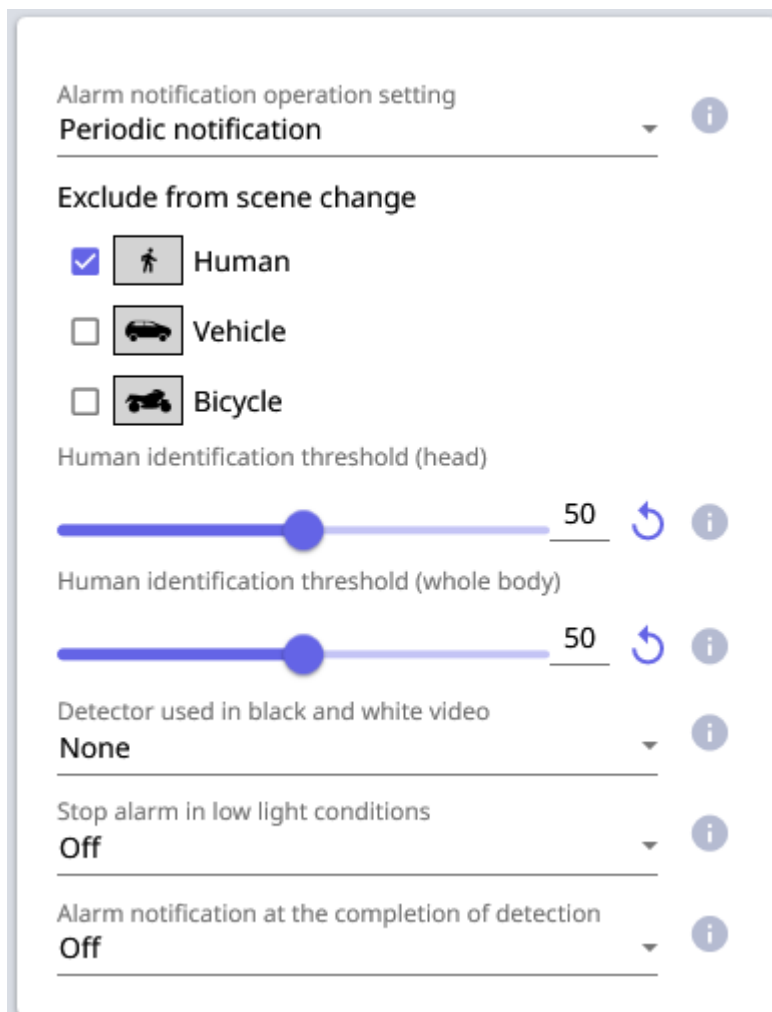 Alarm notification operation setting
Periodic notification
Exclude from scene change
Human
Vehicle
Bicycle
Human identification threshold (head)
50
Human identification threshold (whole body)
50
Detector used in black and white video
None
Stop alarm in low light conditions
Off
Alarm notification at the completion of detection
Off